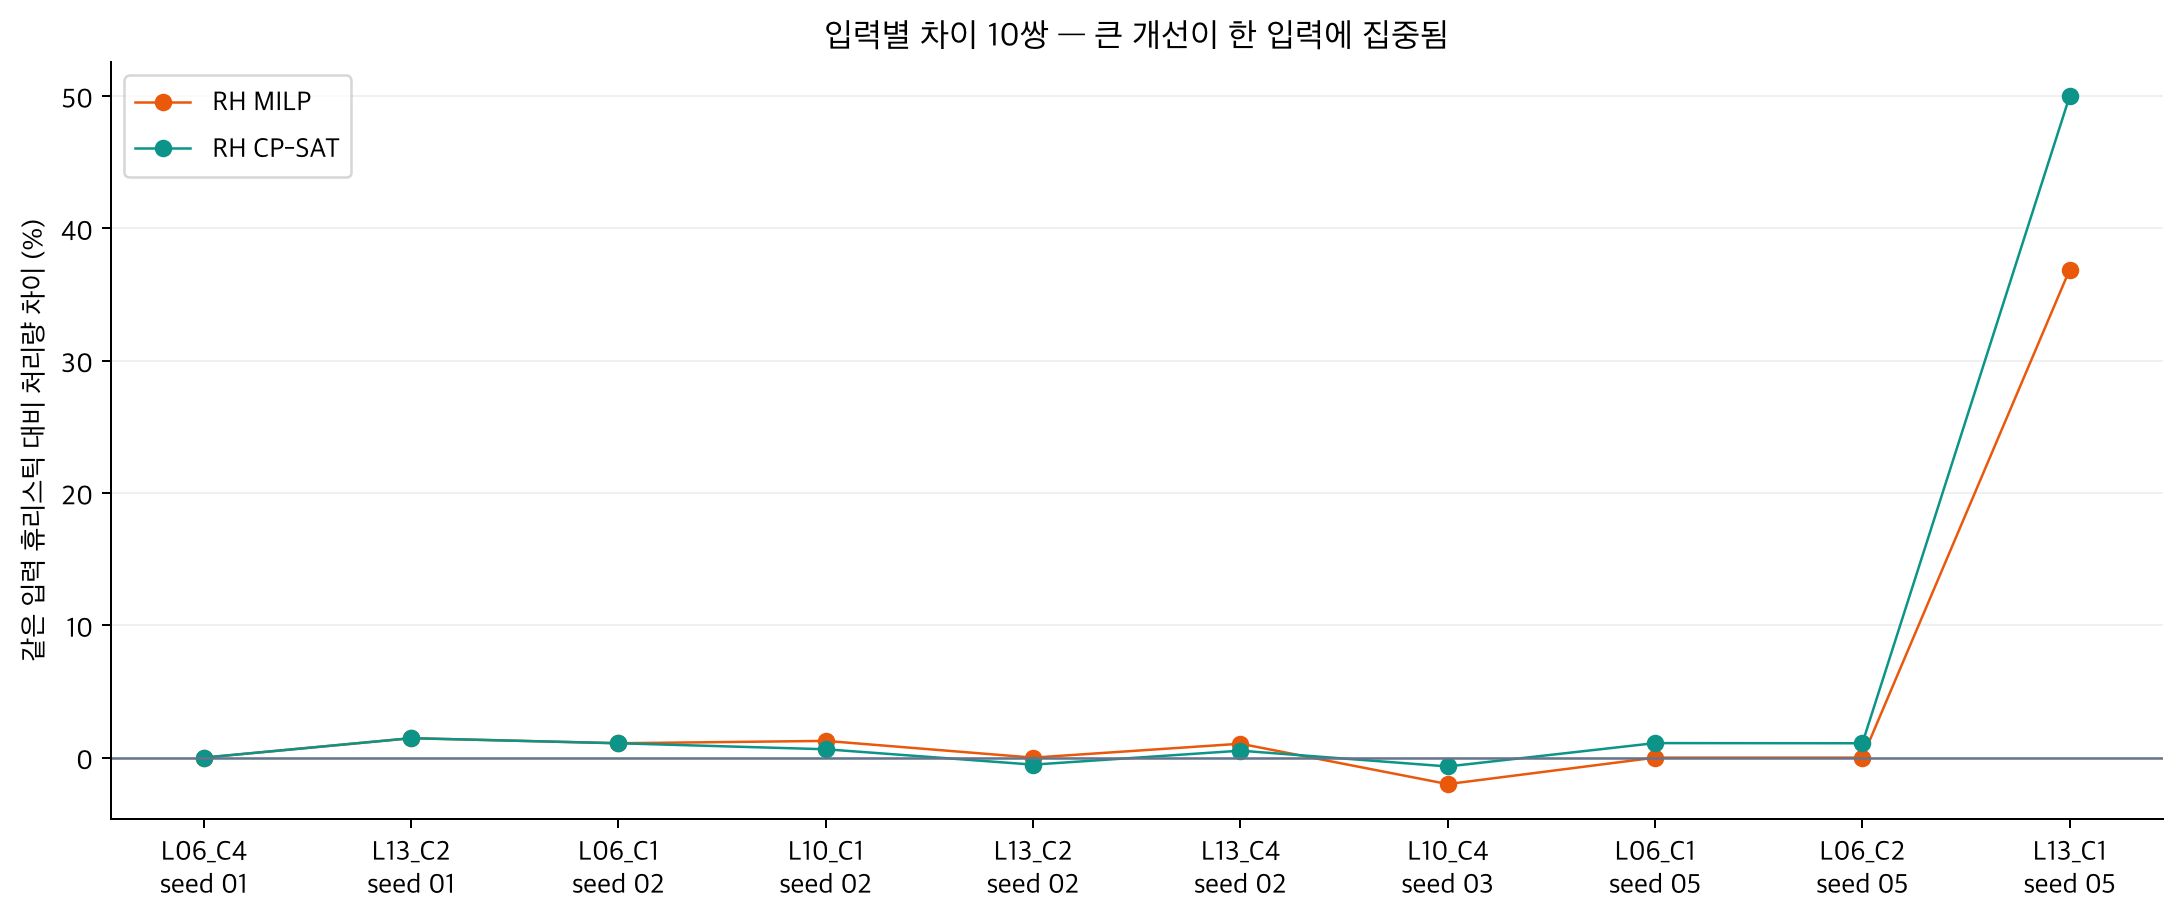 입력별 차이 10쌍 — 큰 개선이 한 입력에 집중됨
RH MILP
RH CP-SAT
같은 입력 휴리스틱 대비 처리량 차이 (%)
50
40
30
20
10
0
L06_C4
seed 01
L13_C2
seed 01
L06_C1
seed 02
L10_C1
seed 02
L13_C2
seed 02
L13_C4
seed 02
L10_C4
seed 03
L06_C1
seed 05
L06_C2
seed 05
L13_C1
seed 05